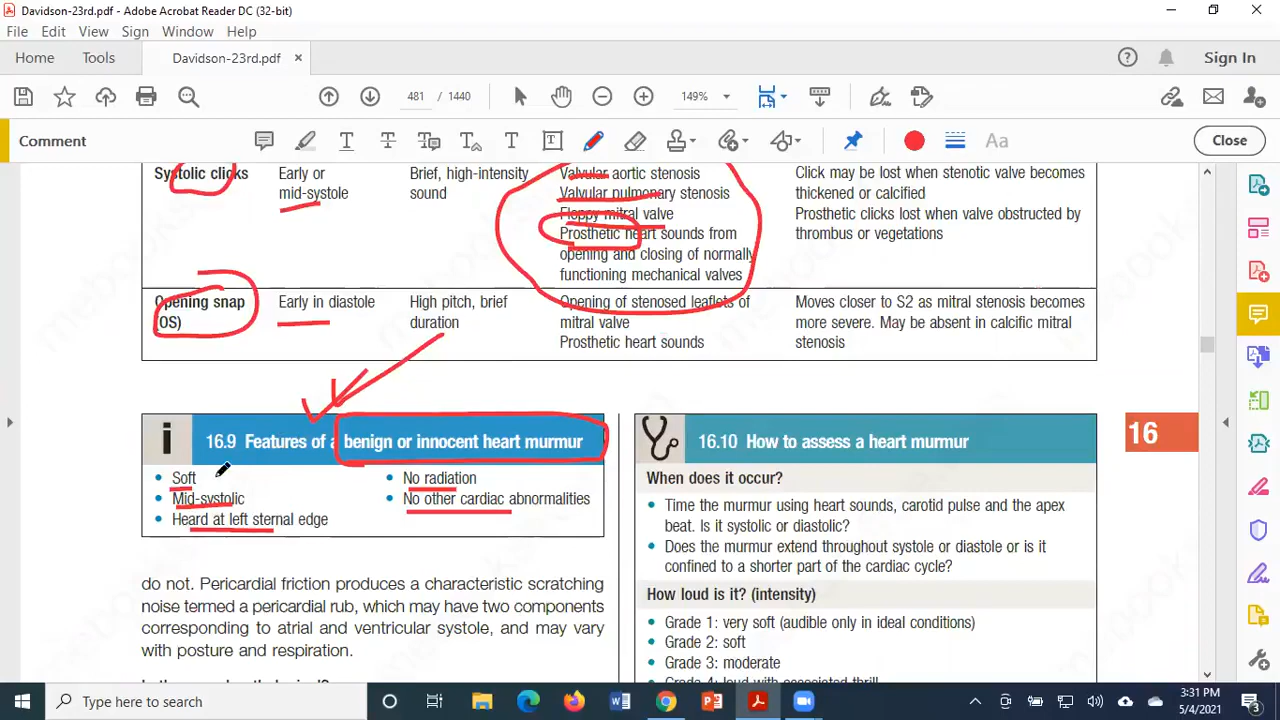 Davidson-23rd.pdf - Adobe Acrobat Reader DC (32-bit)
File Edit View Sign Window Help
Home Tools Davidson-23rd.pdf × Sign In
481 / 1440 149%
Comment Aa Close
Systolic clicks
Early or
mid-systole
Brief, high-intensity
sound
Valvular aortic stenosis
Valvular pulmonary stenosis
Floppy mitral valve
Prosthetic heart sounds from
opening and closing of normally
functioning mechanical valves
Click may be lost when stenotic valve becomes
thickened or calcified
Prosthetic clicks lost when valve obstructed by
thrombus or vegetations
Opening snap
(OS)
Early in diastole
High pitch, brief
duration
Opening of stenosed leaflets of
mitral valve
Prosthetic heart sounds
Moves closer to S2 as mitral stenosis becomes
more severe. May be absent in calcific mitral
stenosis
i 16.9 Features of a benign or innocent heart murmur
• Soft
• Mid-systolic
• Heard at left sternal edge
• No radiation
• No other cardiac abnormalities
do not. Pericardial friction produces a characteristic scratching
noise termed a pericardial rub, which may have two components
corresponding to atrial and ventricular systole, and may vary
with posture and respiration.
16.10 How to assess a heart murmur
When does it occur?
• Time the murmur using heart sounds, carotid pulse and the apex
beat. Is it systolic or diastolic?
• Does the murmur extend throughout systole or diastole or is it
confined to a shorter part of the cardiac cycle?
How loud is it? (intensity)
• Grade 1: very soft (audible only in ideal conditions)
• Grade 2: soft
• Grade 3: moderate
• Grade 4: loud with associated thrill
16
Type here to search
3:31 PM
5/4/2021
3